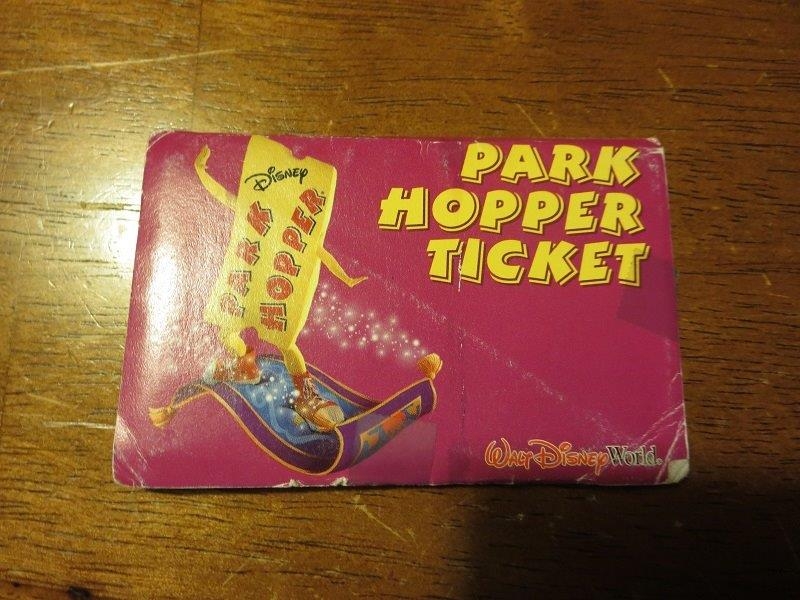 Disney
PARK
HOPPER®
PARK
HOPPER
TICKET
Walt Disney World®